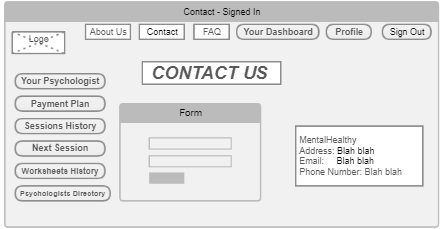 Contact - Signed In
Loge
About Us
Contact
FAQ
Your Dashboard
Profile
Sign Out
CONTACT US
Your Psychologist
Payment Plan
Sessions History
Next Session
Worksheets History
Psychologists Directory
Form
MentalHealthy
Address: Blah blah
Email: Blah blah
Phone Number: Blah blah